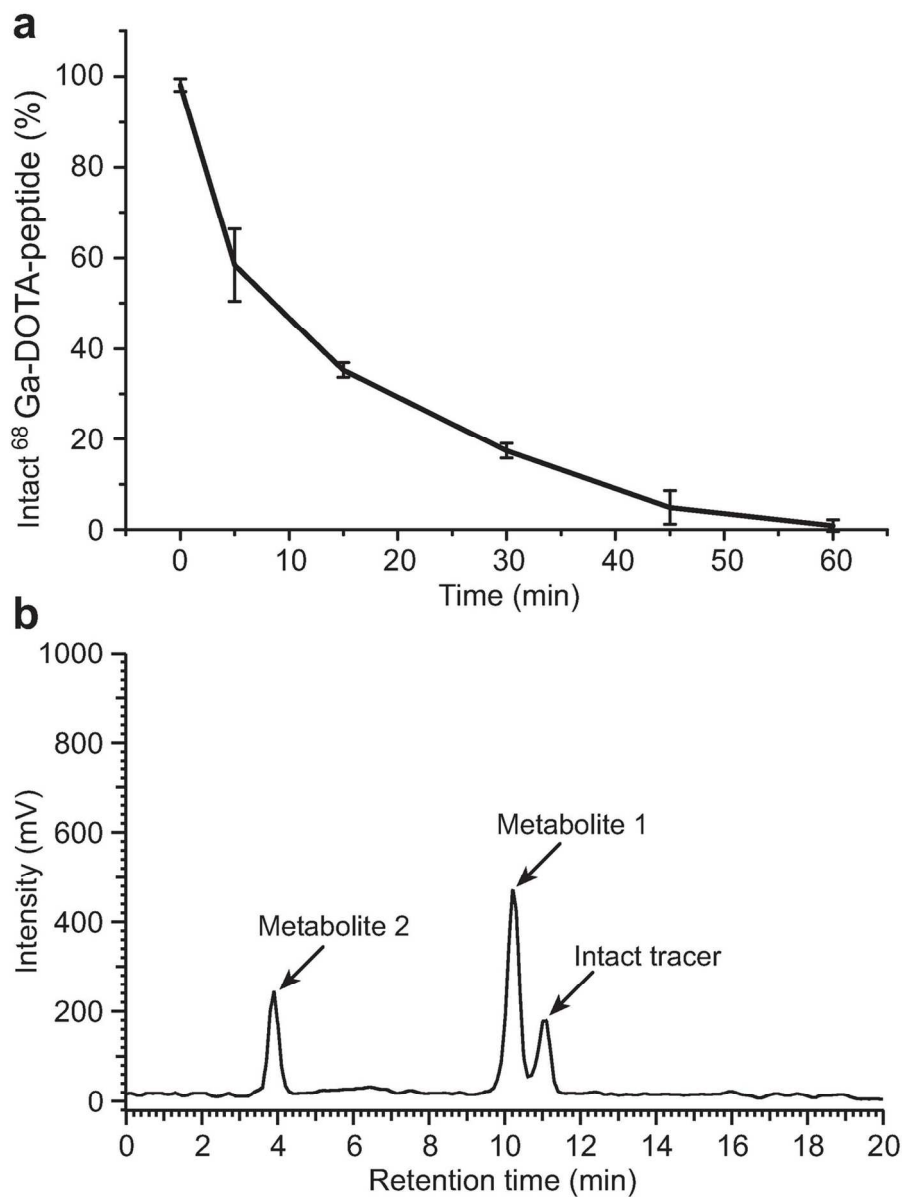 a
Intact ⁶⁸Ga-DOTA-peptide (%)
100
80
60
40
20
0
0 10 20 30 40 50 60
Time (min)
b
Intensity (mV)
1000
800
600
400
200
0
Metabolite 1
Metabolite 2
Intact tracer
0 2 4 6 8 10 12 14 16 18 20
Retention time (min)